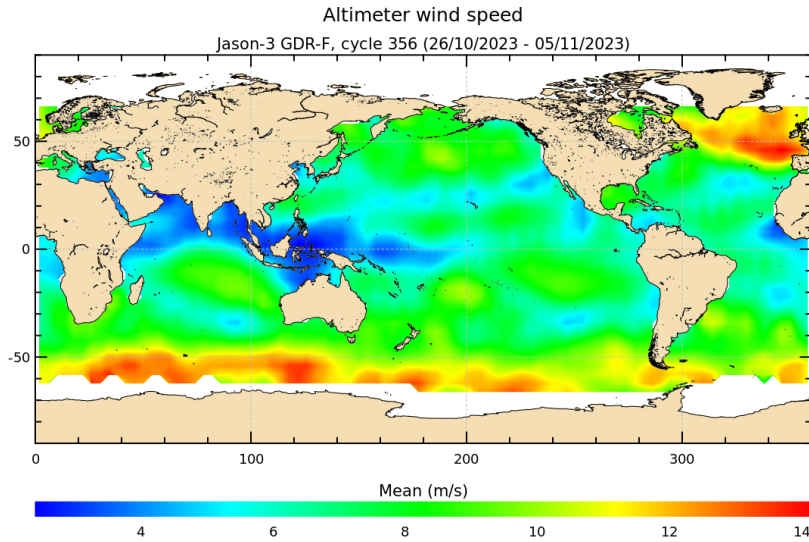 Altimeter wind speed
Jason-3 GDR-F, cycle 356 (26/10/2023 - 05/11/2023)
50
0
-50
0 100 200 300
Mean (m/s)
4 6 8 10 12 14